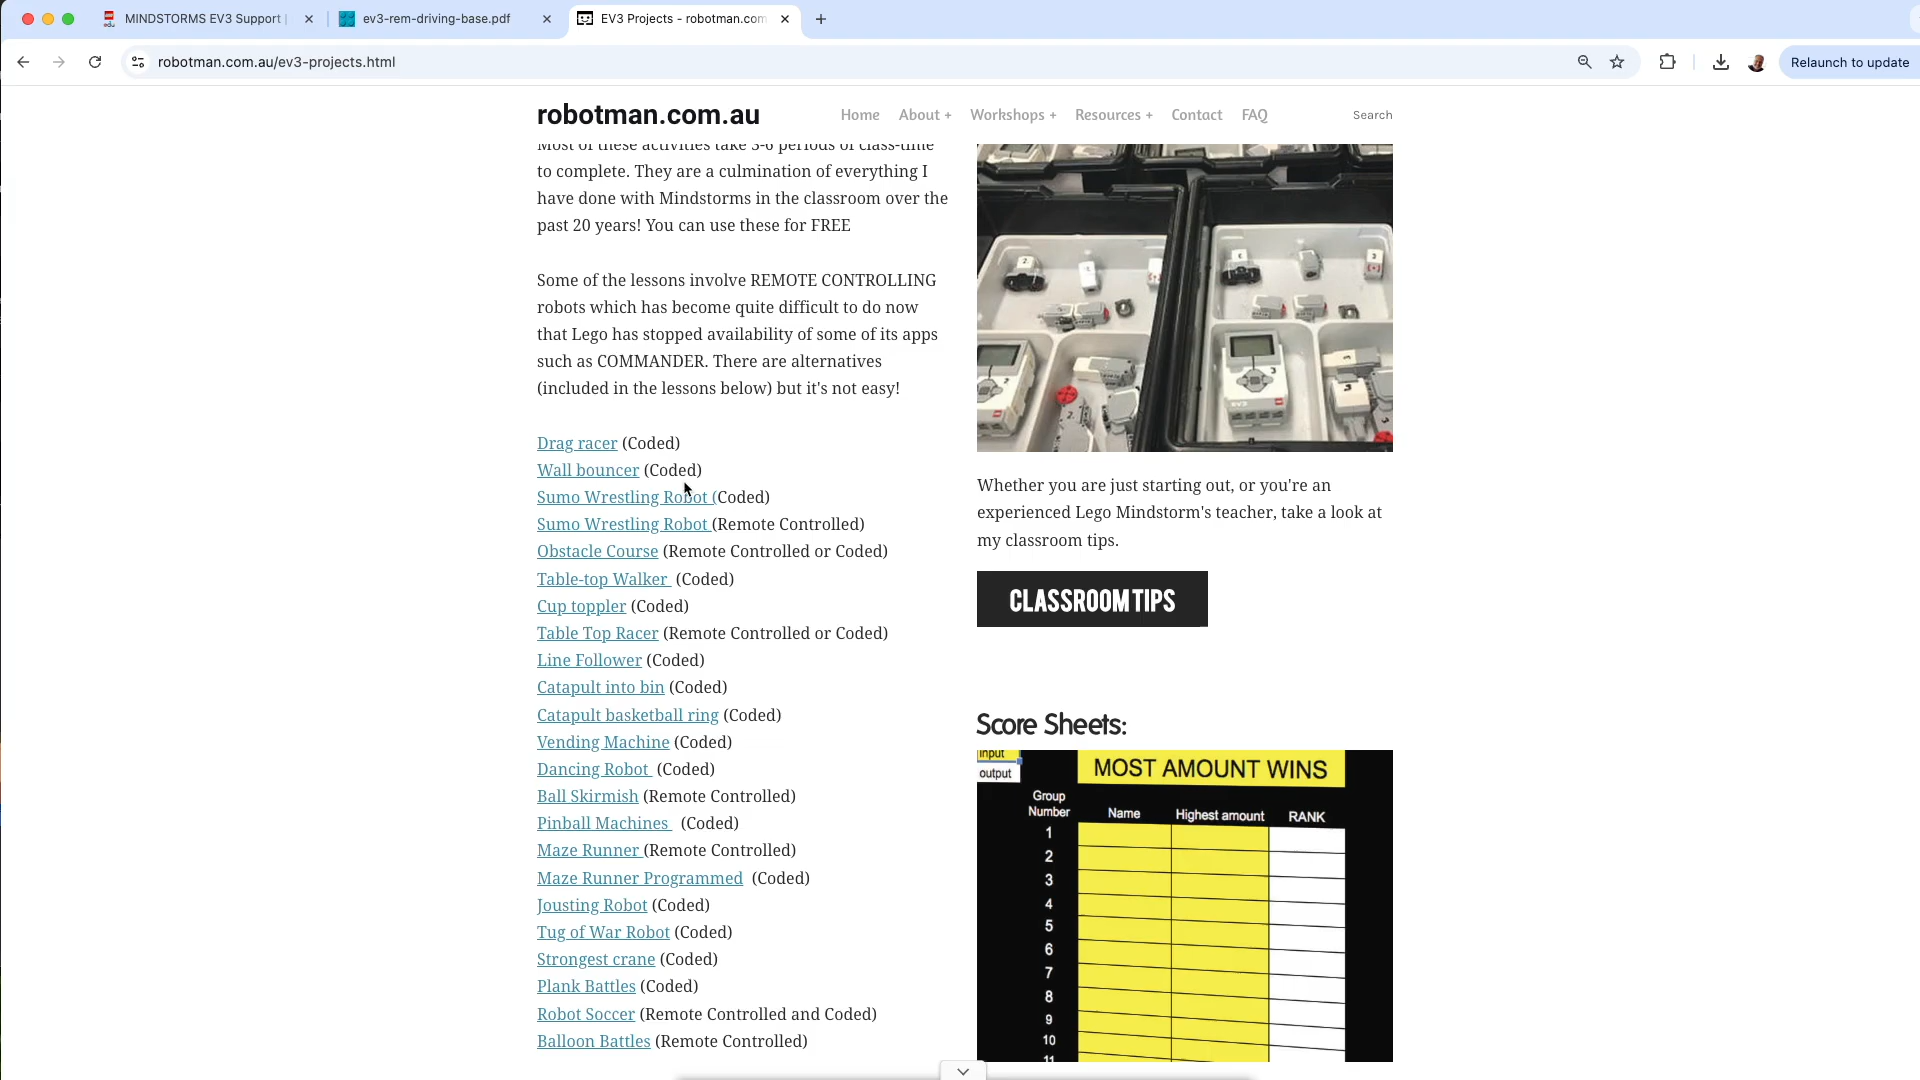 MINDSTORMS EV3 Support
ev3-rem-driving-base.pdf
EV3 Projects - robotman.com
robotman.com.au/ev3-projects.html
Relaunch to update
robotman.com.au
Home
About +
Workshops +
Resources +
Contact
FAQ
Search
Most of these activities take 3-6 periods of class-time
to complete. They are a culmination of everything I
have done with Mindstorms in the classroom over the
past 20 years! You can use these for FREE
Some of the lessons involve REMOTE CONTROLLING
robots which has become quite difficult to do now
that Lego has stopped availability of some of its apps
such as COMMANDER. There are alternatives
(included in the lessons below) but it's not easy!
Drag racer (Coded)
Wall bouncer (Coded)
Sumo Wrestling Robot (Coded)
Sumo Wrestling Robot (Remote Controlled)
Obstacle Course (Remote Controlled or Coded)
Table-top Walker (Coded)
Cup toppler (Coded)
Table Top Racer (Remote Controlled or Coded)
Line Follower (Coded)
Catapult into bin (Coded)
Catapult basketball ring (Coded)
Vending Machine (Coded)
Dancing Robot (Coded)
Ball Skirmish (Remote Controlled)
Pinball Machines (Coded)
Maze Runner (Remote Controlled)
Maze Runner Programmed (Coded)
Jousting Robot (Coded)
Tug of War Robot (Coded)
Strongest crane (Coded)
Plank Battles (Coded)
Robot Soccer (Remote Controlled and Coded)
Balloon Battles (Remote Controlled)
Whether you are just starting out, or you're an
experienced Lego Mindstorm's teacher, take a look at
my classroom tips.
CLASSROOM TIPS
Score Sheets:
input
output
MOST AMOUNT WINS
Group
Number
Name
Highest amount
RANK
1
2
3
4
5
6
7
8
9
10
11